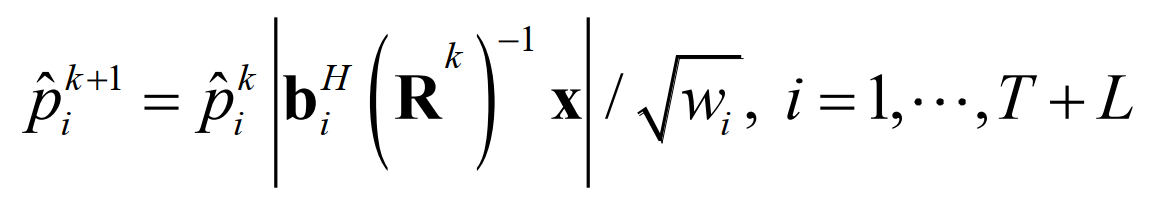 p̂ᵢᵏ⁺¹ = p̂ᵢᵏ |𝐛ᵢᴴ (𝐑ᵏ)⁻¹ 𝐱| / √wᵢ, i = 1,⋯,T + L